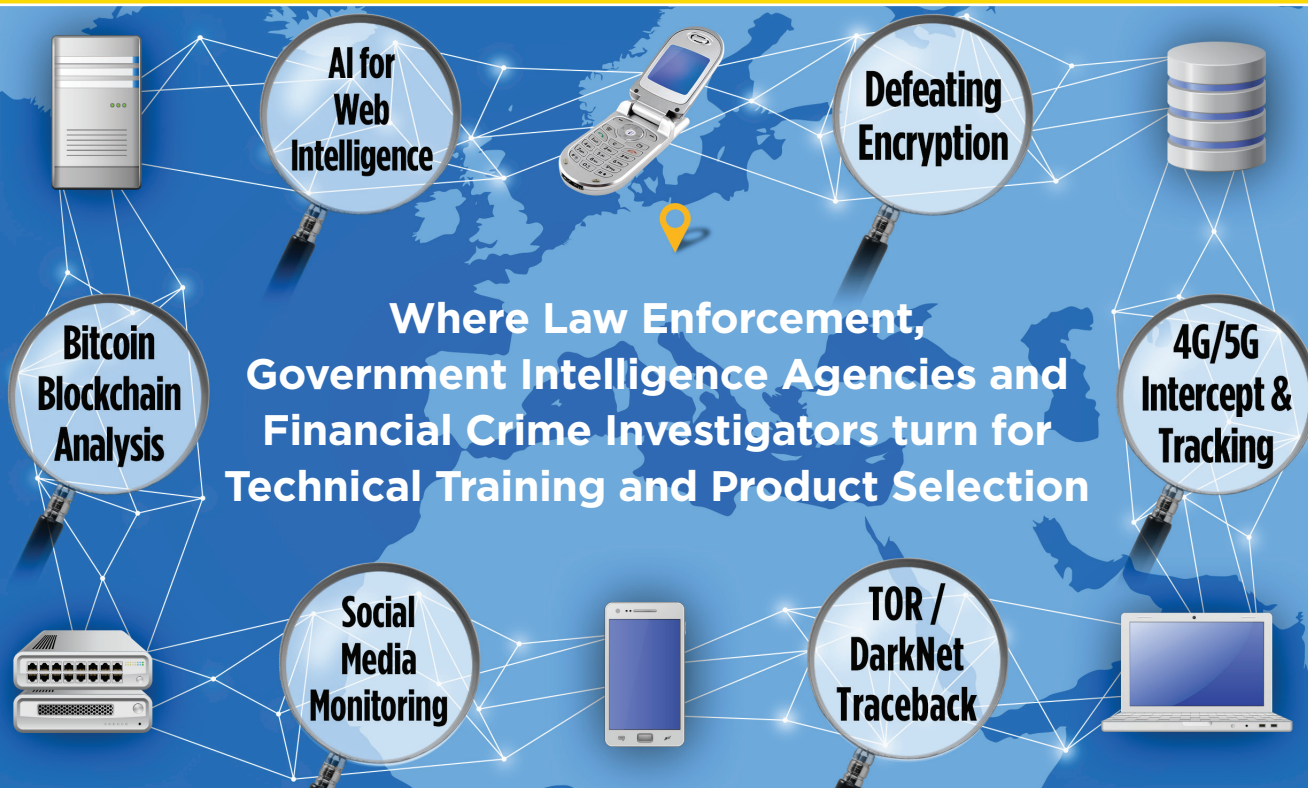 AI for
Web
Intelligence
Defeating
Encryption
Bitcoin
Blockchain
Analysis
Where Law Enforcement,
Government Intelligence Agencies and
Financial Crime Investigators turn for
Technical Training and Product Selection
4G/5G
Intercept &
Tracking
Social
Media
Monitoring
TOR /
DarkNet
Traceback